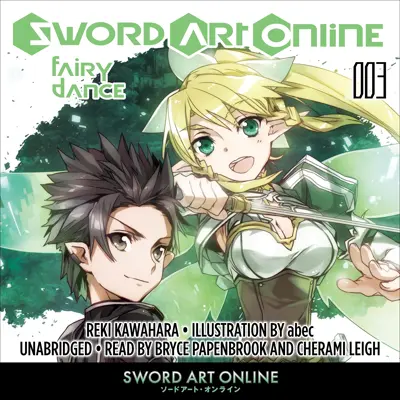 SWORD ART ONLINE
fairy dance
003
REKI KAWAHARA • ILLUSTRATION BY abec
UNABRIDGED • READ BY BRYCE PAPENBROOK AND CHERAMI LEIGH
SWORD ART ONLINE
ソードアート・オンライン